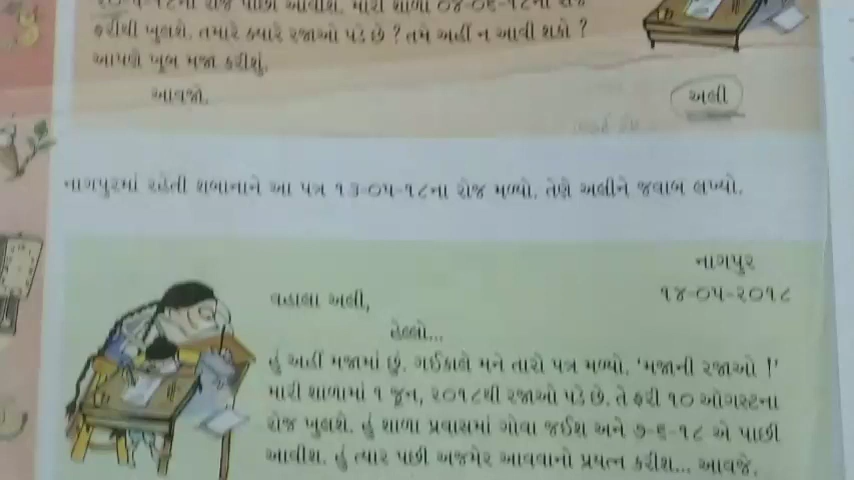 ફરીથી ખુલશે. તમારે ક્યારે રજાઓ પડે છે ? તમે અહીં ન આવી શકો ?
આપણે ખૂબ મજા કરીશું.
આવજો.
અલી
નાગપુરમાં રહેતી શબાનાને આ પત્ર ૧૩-૦૫-૧૮ના રોજ મળ્યો. તેણે અલીને જવાબ લખ્યો.
નાગપુર
૧૪-૦૫-૨૦૧૮
વહાલા અલી,
હેલ્લો...
હું અહીં મજામાં છું. ગઈકાલે મને તારો પત્ર મળ્યો. ‘મજાની રજાઓ !’
મારી શાળામાં ૧ જૂન, ૨૦૧૮થી રજાઓ પડે છે. તે ફરી ૧૦ ઓગસ્ટના
રોજ ખુલશે. હું શાળા પ્રવાસમાં ગોવા જઈશ અને ૭-૬-૧૮ એ પાછી
આવીશ. હું ત્યાર પછી અજમેર આવવાનો પ્રયત્ન કરીશ... આવજે.